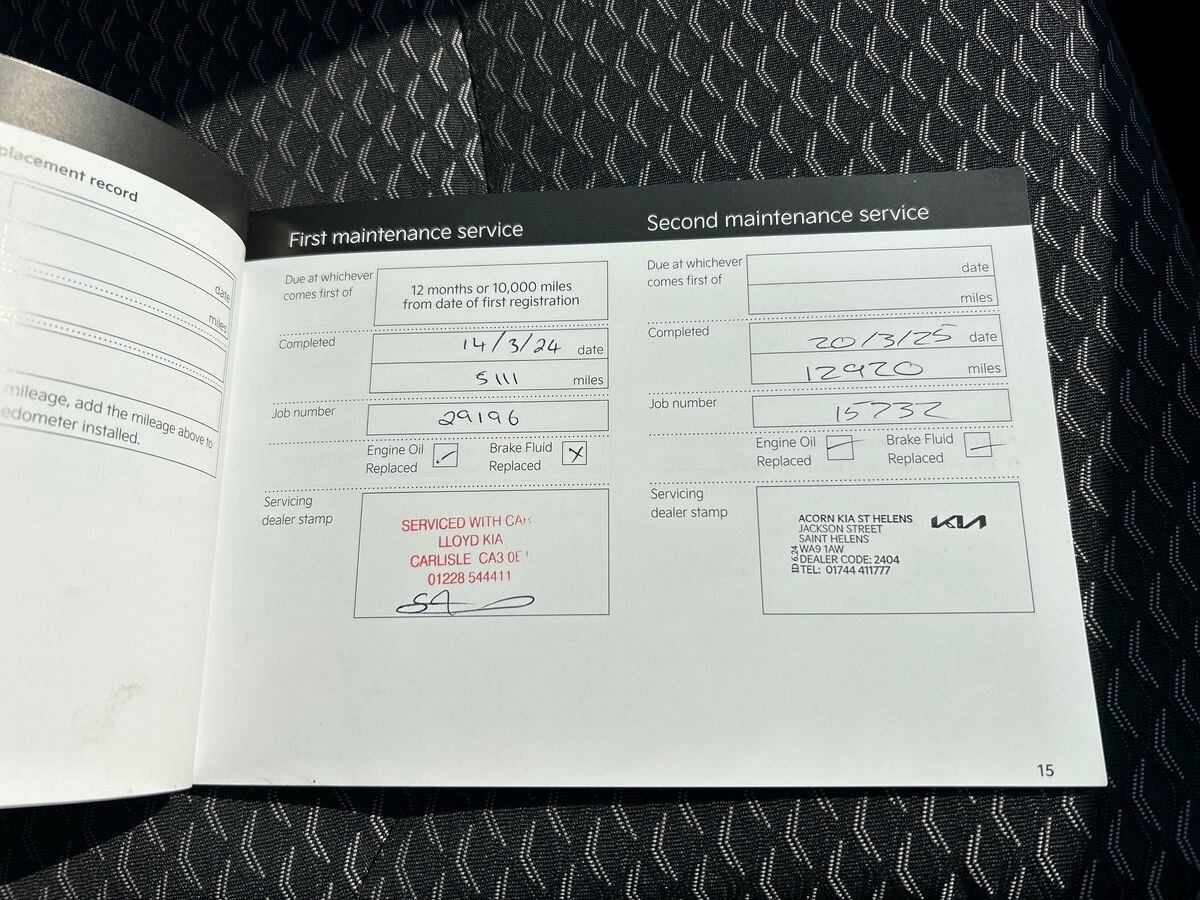 placement record
date
miles
mileage, add the mileage above to
edometer installed.
First maintenance service
Due at whichever
comes first of
12 months or 10,000 miles
from date of first registration
Completed
14/3/24 date
5111 miles
Job number
29196
Engine Oil
Replaced
Brake Fluid
Replaced
Servicing
dealer stamp
SERVICED WITH
LLOYD KIA
CARLISLE CA3
01228 544411
Second maintenance service
Due at whichever
comes first of
date
miles
Completed
20/3/25 date
12920 miles
Job number
15732
Engine Oil
Replaced
Brake Fluid
Replaced
Servicing
dealer stamp
ACORN KIA ST HELENS
JACKSON STREET
SAINT HELENS
WA9 1AW
DEALER CODE: 2404
TEL: 01744 411777
ID 6.24
KIA
15